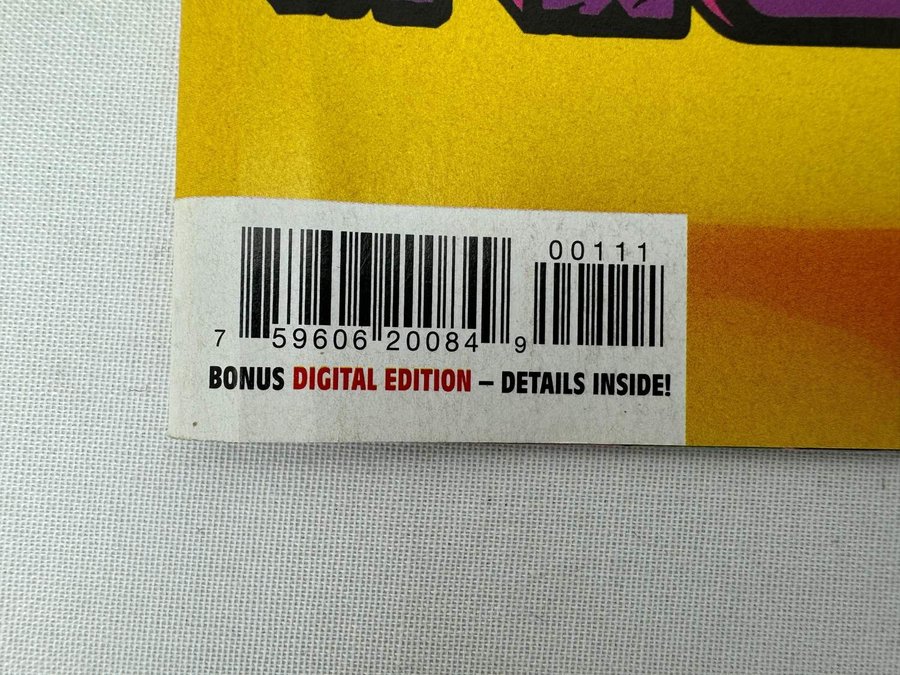 00111
7 59606 20084 9
BONUS DIGITAL EDITION – DETAILS INSIDE!